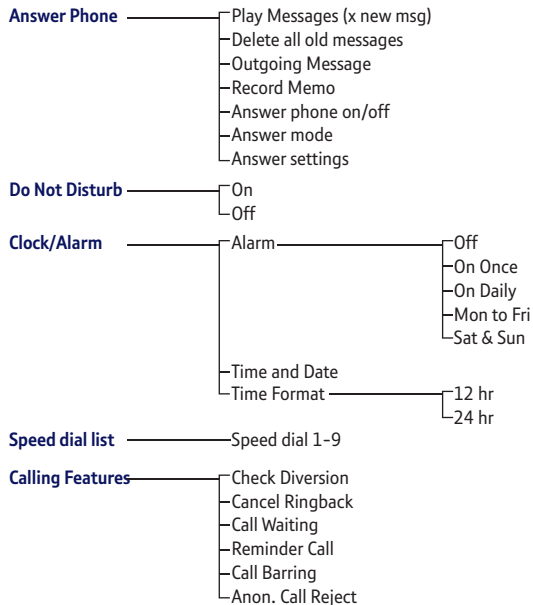 Answer Phone Play Messages (x new msg)
Delete all old messages
Outgoing Message
Record Memo
Answer phone on/off
Answer mode
Answer settings
Do Not Disturb On
Off
Clock/Alarm Alarm Off
On Once
On Daily
Mon to Fri
Sat & Sun
Time and Date
Time Format 12 hr
24 hr
Speed dial list Speed dial 1–9
Calling Features Check Diversion
Cancel Ringback
Call Waiting
Reminder Call
Call Barring
Anon. Call Reject